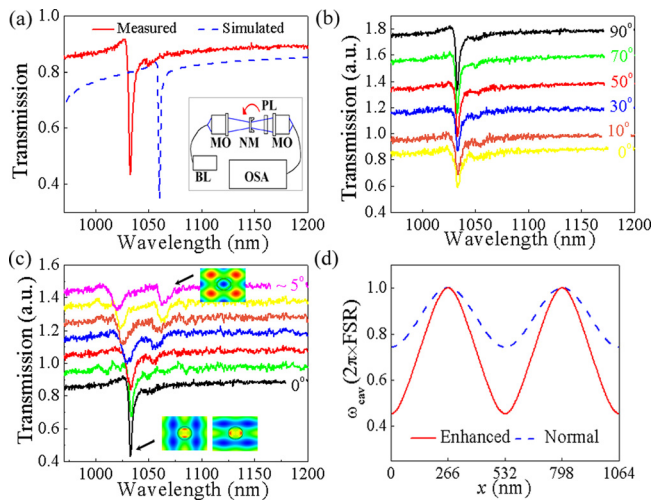 (a)
Measured
Simulated
Transmission
1.0
0.8
0.6
0.4
PL
MO NM MO
BL
OSA
1000 1050 1100 1150 1200
Wavelength (nm)
(b)
Transmission (a.u.)
1.8
1.6
1.4
1.2
1.0
0.8
0.6
0.4
90°
70°
50°
30°
10°
0°
1000 1050 1100 1150 1200
Wavelength (nm)
(c)
Transmission (a.u.)
1.6
1.4
1.2
1.0
0.8
0.6
0.4
~ 5°
0°
1000 1050 1100 1150 1200
Wavelength (nm)
(d)
ω cav (2π×FSR)
1.0
0.8
0.6
0.4
Enhanced
Normal
0 266 532 798 1064
x (nm)